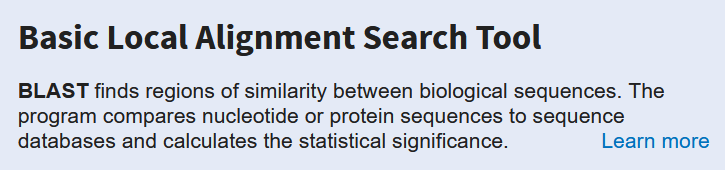 Basic Local Alignment Search Tool
BLAST finds regions of similarity between biological sequences. The
program compares nucleotide or protein sequences to sequence
databases and calculates the statistical significance. Learn more